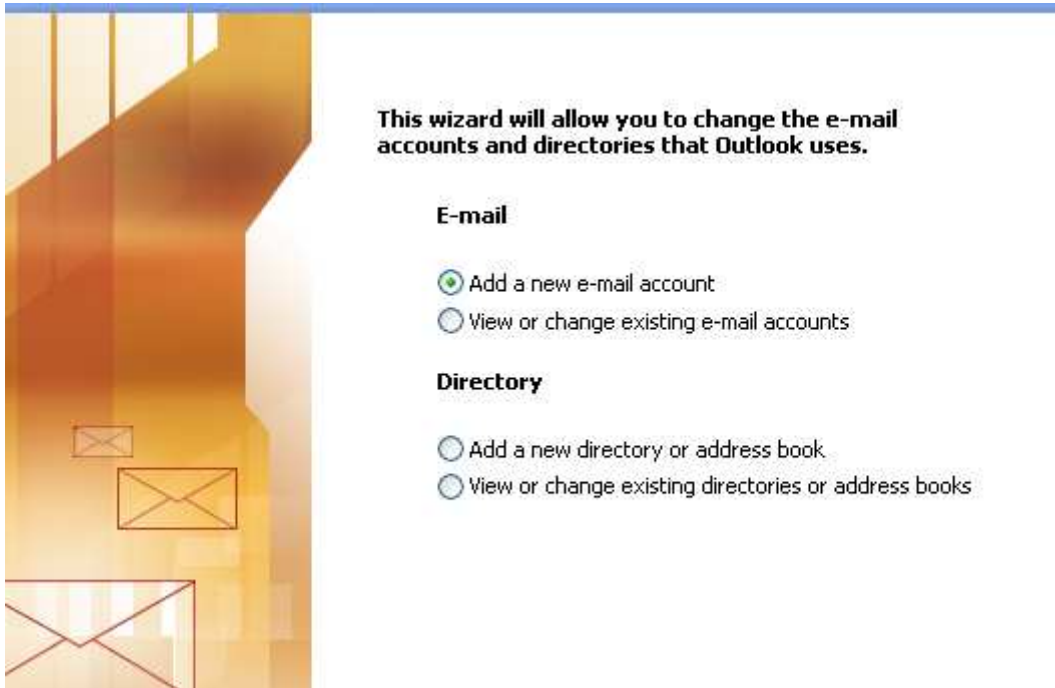 This wizard will allow you to change the e-mail
accounts and directories that Outlook uses.
E-mail
Add a new e-mail account
View or change existing e-mail accounts
Directory
Add a new directory or address book
View or change existing directories or address books